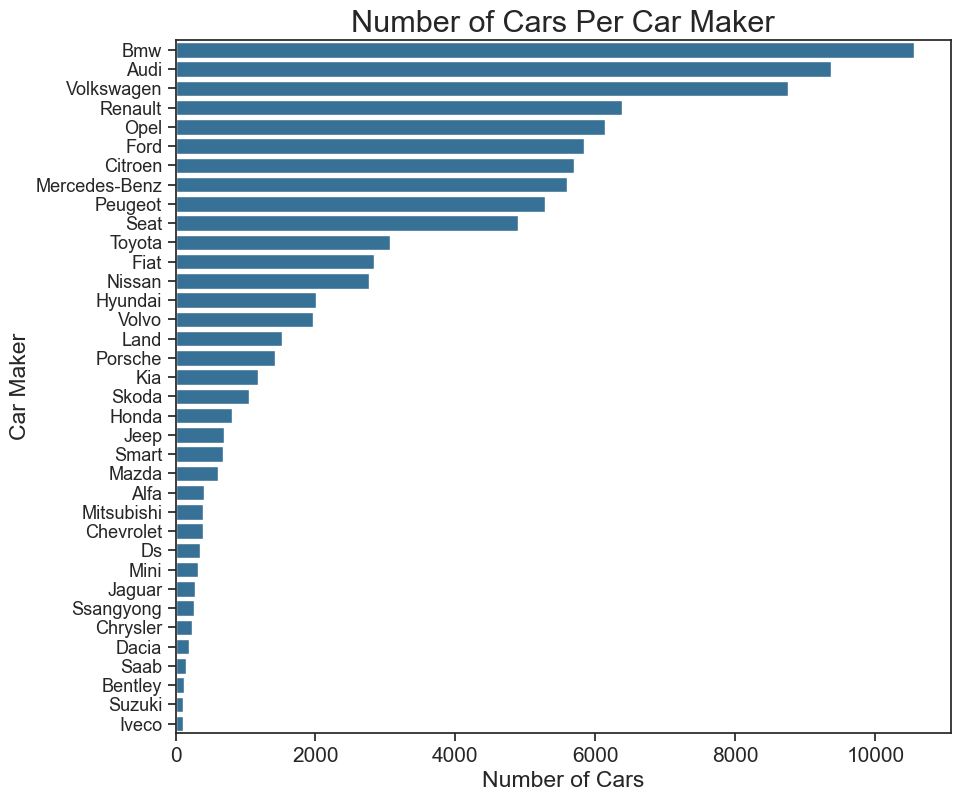 Number of Cars Per Car Maker
Bmw
Audi
Volkswagen
Renault
Opel
Ford
Citroen
Mercedes-Benz
Peugeot
Seat
Toyota
Fiat
Nissan
Hyundai
Volvo
Land
Porsche
Kia
Skoda
Honda
Jeep
Smart
Mazda
Alfa
Mitsubishi
Chevrolet
Ds
Mini
Jaguar
Ssangyong
Chrysler
Dacia
Saab
Bentley
Suzuki
Iveco
Car Maker
0 2000 4000 6000 8000 10000
Number of Cars